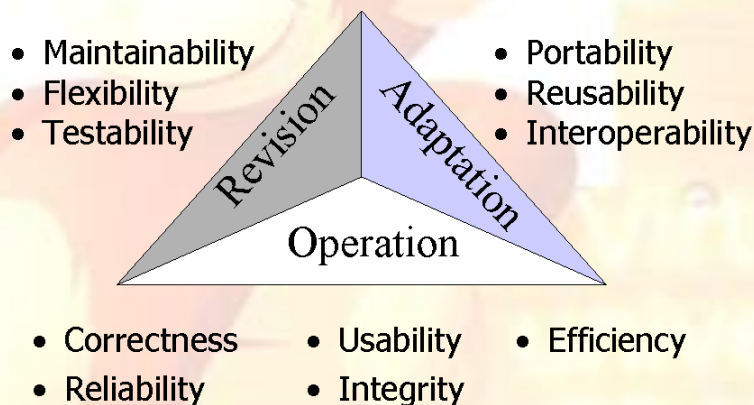 • Maintainability
• Flexibility
• Testability
Revision
Adaptation
• Portability
• Reusability
• Interoperability
Operation
• Correctness • Usability • Efficiency
• Reliability • Integrity